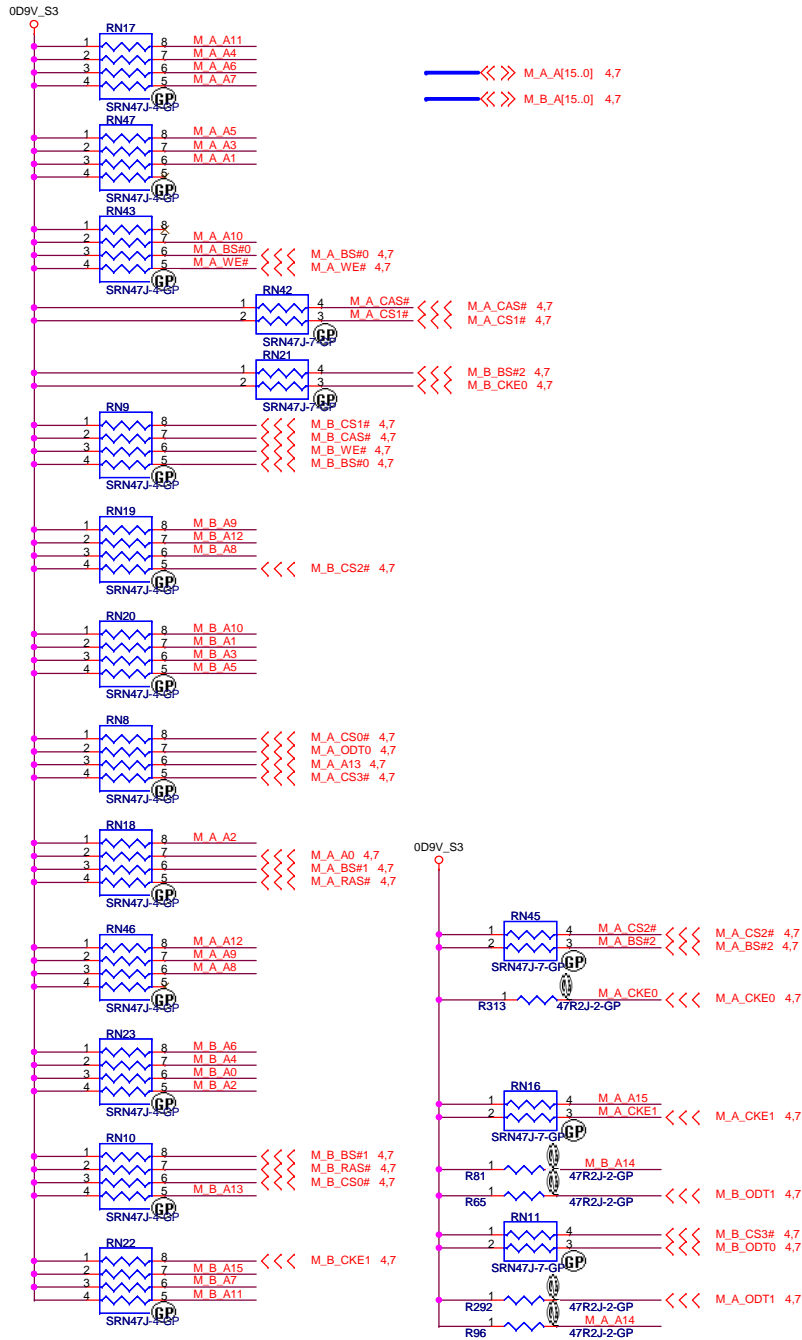 0D9V_S3
RN17
1 8 M_A_A11
2 7 M_A_A4
3 6 M_A_A6
4 5 M_A_A7
GP
SRN47J-4-GP
M_A_A[15..0] 4,7
M_B_A[15..0] 4,7
RN47
1 8 M_A_A5
2 7 M_A_A3
3 6 M_A_A1
4 5
GP
SRN47J-4-GP
RN43
1 8
2 7 M_A_A10
3 6 M_A_BS#0 M_A_BS#0 4,7
4 5 M_A_WE# M_A_WE# 4,7
GP
SRN47J-4-GP
RN42
1 4 M_A_CAS# M_A_CAS# 4,7
2 3 M_A_CS1# M_A_CS1# 4,7
GP
SRN47J-7-GP
RN21
1 4 M_B_BS#2 4,7
2 3 M_B_CKE0 4,7
GP
SRN47J-7-GP
RN9
1 8 M_B_CS1# 4,7
2 7 M_B_CAS# 4,7
3 6 M_B_WE# 4,7
4 5 M_B_BS#0 4,7
GP
SRN47J-4-GP
RN19
1 8 M_B_A9
2 7 M_B_A12
3 6 M_B_A8
4 5 M_B_CS2# 4,7
GP
SRN47J-4-GP
RN20
1 8 M_B_A10
2 7 M_B_A1
3 6 M_B_A3
4 5 M_B_A5
GP
SRN47J-4-GP
RN8
1 8 M_A_CS0# 4,7
2 7 M_A_ODT0 4,7
3 6 M_A_A13 4,7
4 5 M_A_CS3# 4,7
GP
SRN47J-4-GP
RN18
1 8 M_A_A2
2 7 M_A_A0 4,7
3 6 M_A_BS#1 4,7
4 5 M_A_RAS# 4,7
GP
SRN47J-4-GP
RN46
1 8 M_A_A12
2 7 M_A_A9
3 6 M_A_A8
4 5
GP
SRN47J-4-GP
RN23
1 8 M_B_A6
2 7 M_B_A4
3 6 M_B_A0
4 5 M_B_A2
GP
SRN47J-4-GP
RN10
1 8 M_B_BS#1 4,7
2 7 M_B_RAS# 4,7
3 6 M_B_CS0# 4,7
4 5 M_B_A13
GP
SRN47J-4-GP
RN22
1 8 M_B_CKE1 4,7
2 7 M_B_A15
3 6 M_B_A7
4 5 M_B_A11
GP
SRN47J-4-GP
0D9V_S3
RN45
1 4 M_A_CS2# M_A_CS2# 4,7
2 3 M_A_BS#2 M_A_BS#2 4,7
GP
SRN47J-7-GP
1 M_A_CKE0 M_A_CKE0 4,7
R313 47R2J-2-GP
RN16
1 4 M_A_A15
2 3 M_A_CKE1 M_A_CKE1 4,7
GP
SRN47J-7-GP
1 M_B_A14
R81 47R2J-2-GP
1 M_B_ODT1 4,7
R65 47R2J-2-GP
RN11
1 4 M_B_CS3# 4,7
2 3 M_B_ODT0 4,7
GP
SRN47J-7-GP
1 M_A_ODT1 4,7
R292 47R2J-2-GP
1 M_A_A14
R96 47R2J-2-GP